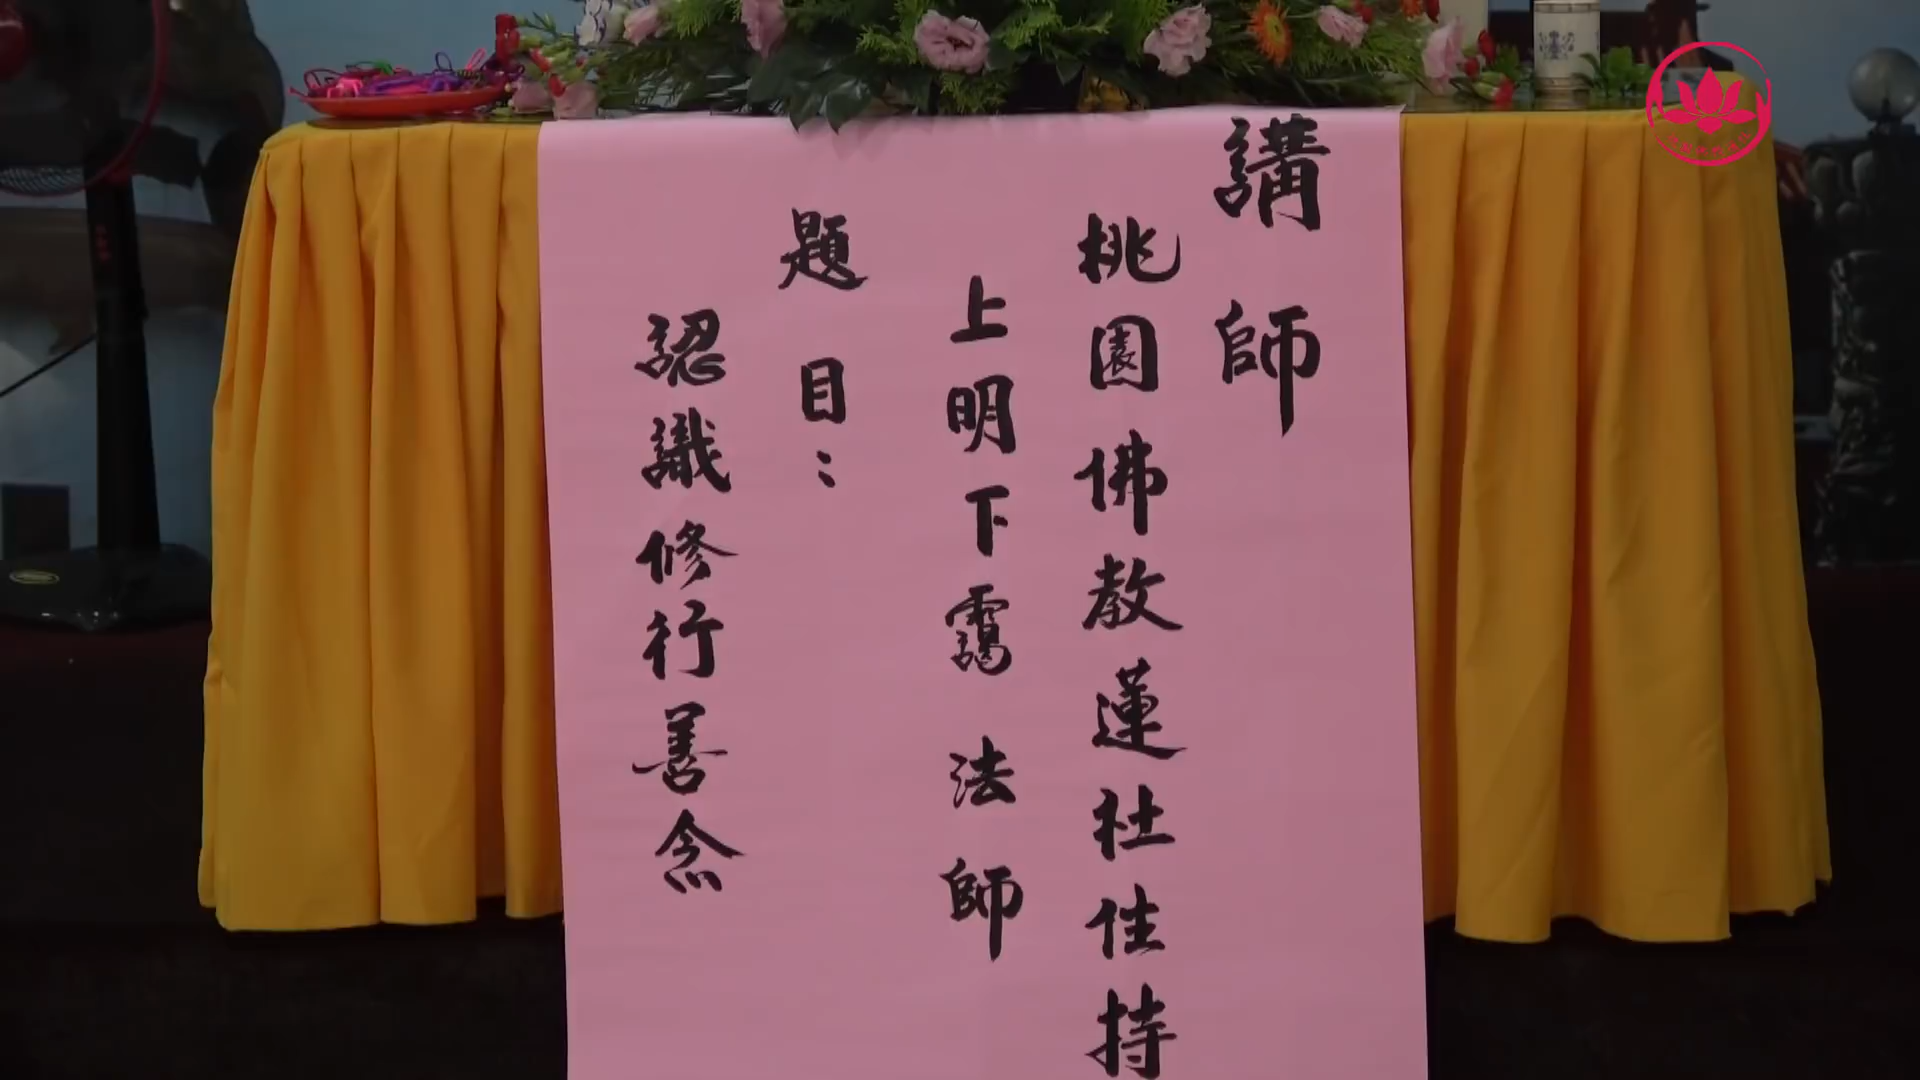 講師
桃園佛教蓮社住持
上明下靄法師
題目：
認識修行善念